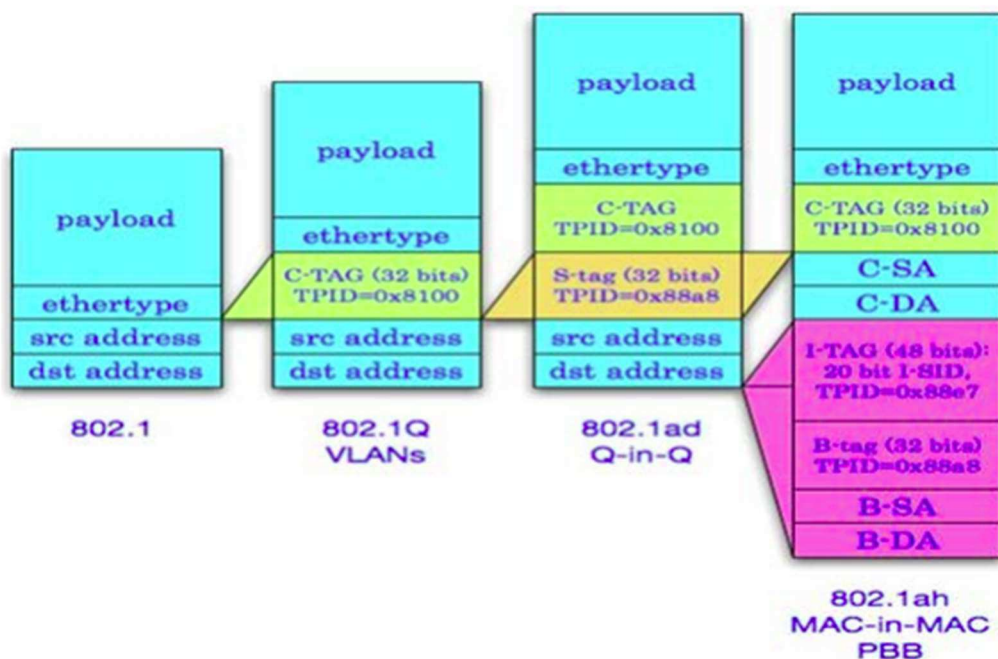 payload
ethertype
src address
dst address
802.1
payload
ethertype
C-TAG (32 bits)
TPID=0x8100
src address
dst address
802.1Q
VLANs
payload
ethertype
C-TAG
TPID=0x8100
S-tag (32 bits)
TPID=0x88a8
src address
dst address
802.1ad
Q-in-Q
payload
ethertype
C-TAG (32 bits)
TPID=0x8100
C-SA
C-DA
I-TAG (48 bits):
20 bit I-SID,
TPID=0x88e7
B-tag (32 bits)
TPID=0x88a8
B-SA
B-DA
802.1ah
MAC-in-MAC
PBB